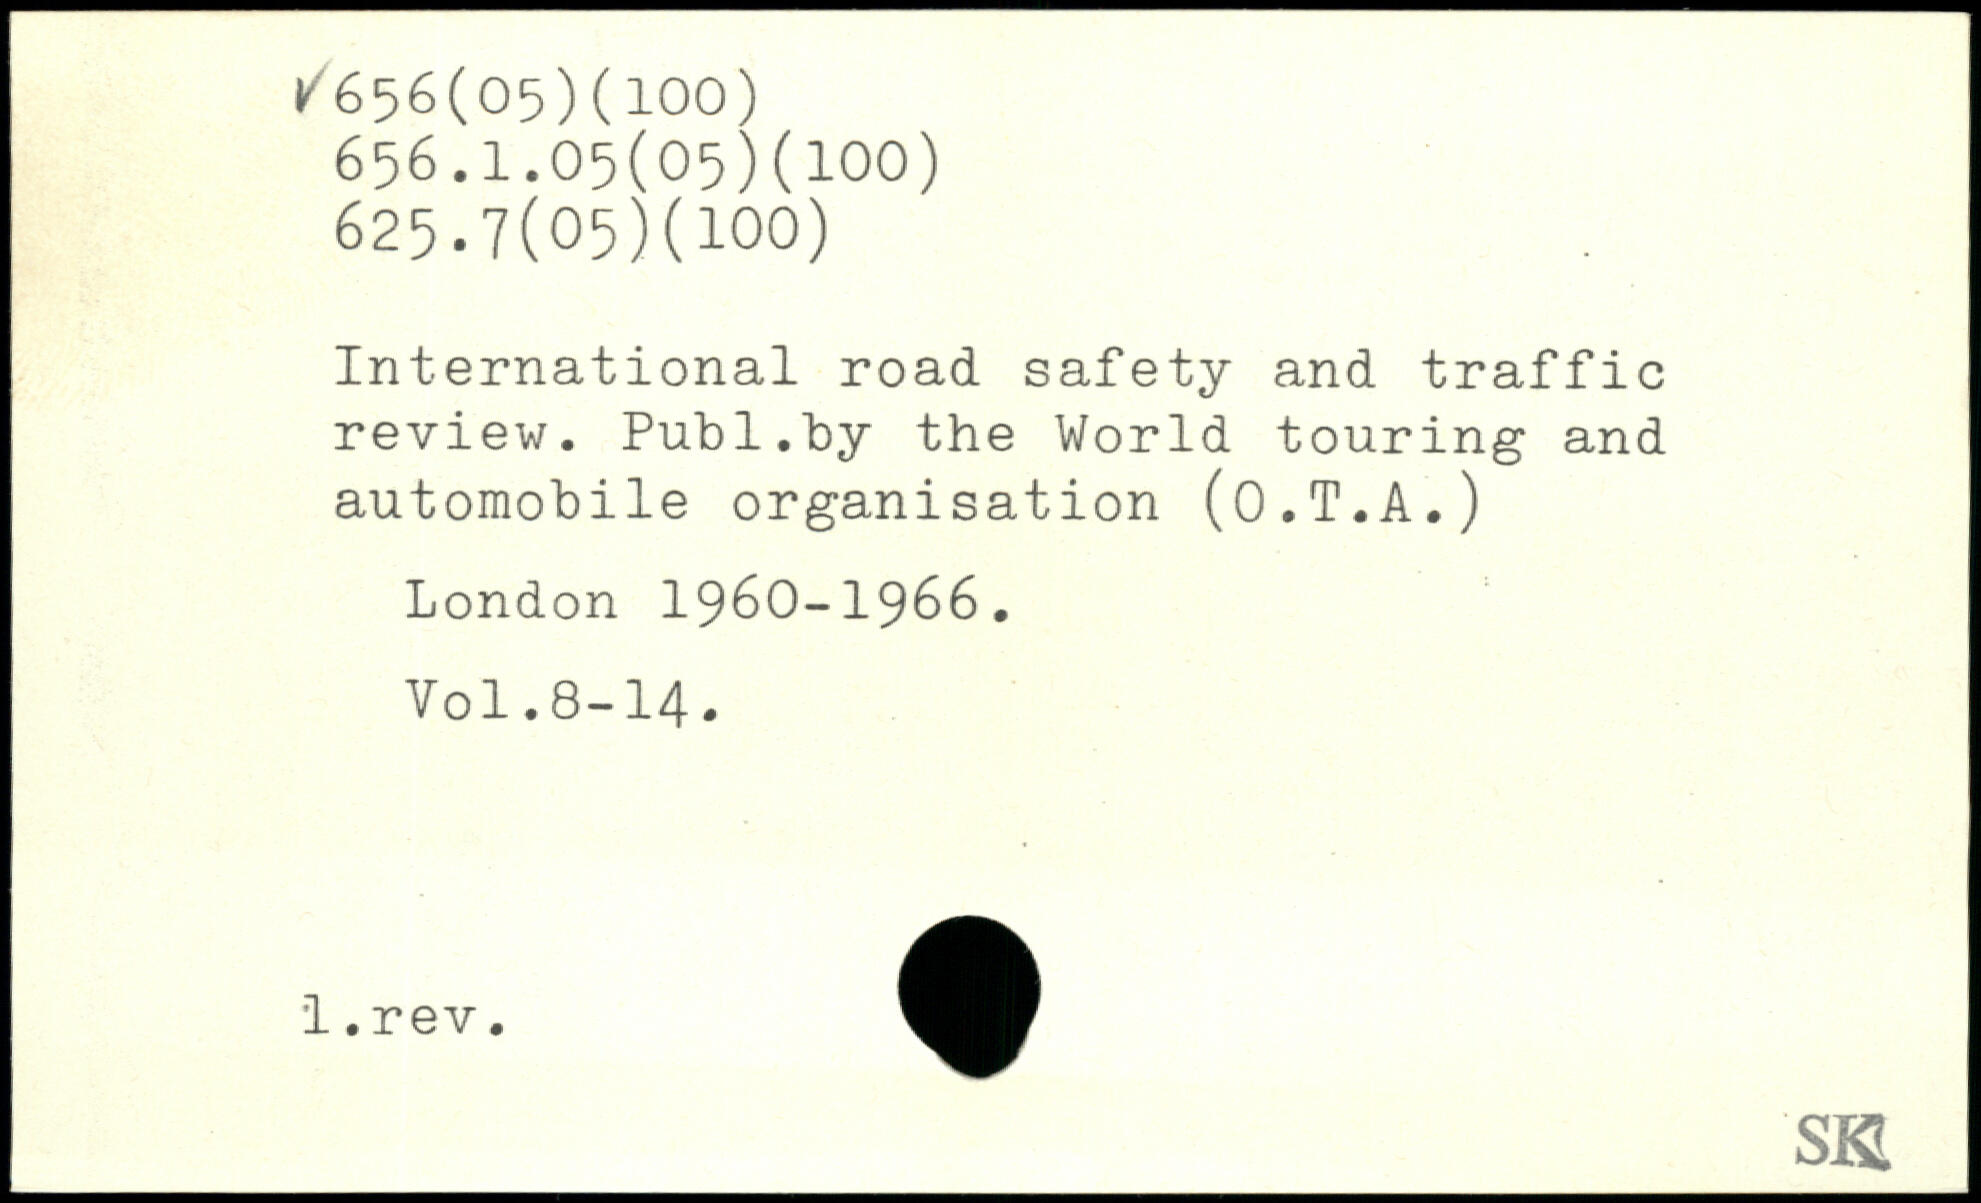 ✓656(05)(100)
656.1.05(05)(100)
625.7(05)(100)
International road safety and traffic
review. Publ.by the World touring and
automobile organisation (O.T.A.)
London 1960-1966.
Vol.8-14.
1.rev.
SK